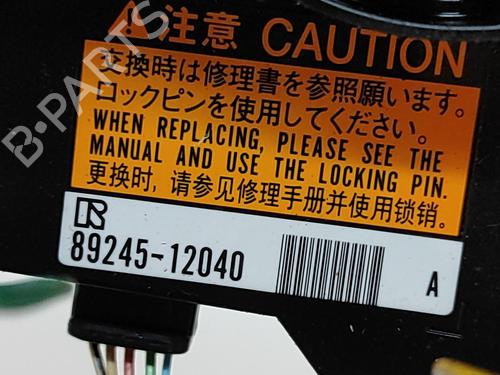 注意 CAUTION
交換時は修理書を参照願います。
ロックピンを使用してください。
WHEN REPLACING, PLEASE SEE THE
MANUAL AND USE THE LOCKING PIN.
更换时, 请参见修理手册并使用锁销.
R
89245-12040
A
B·PARTS